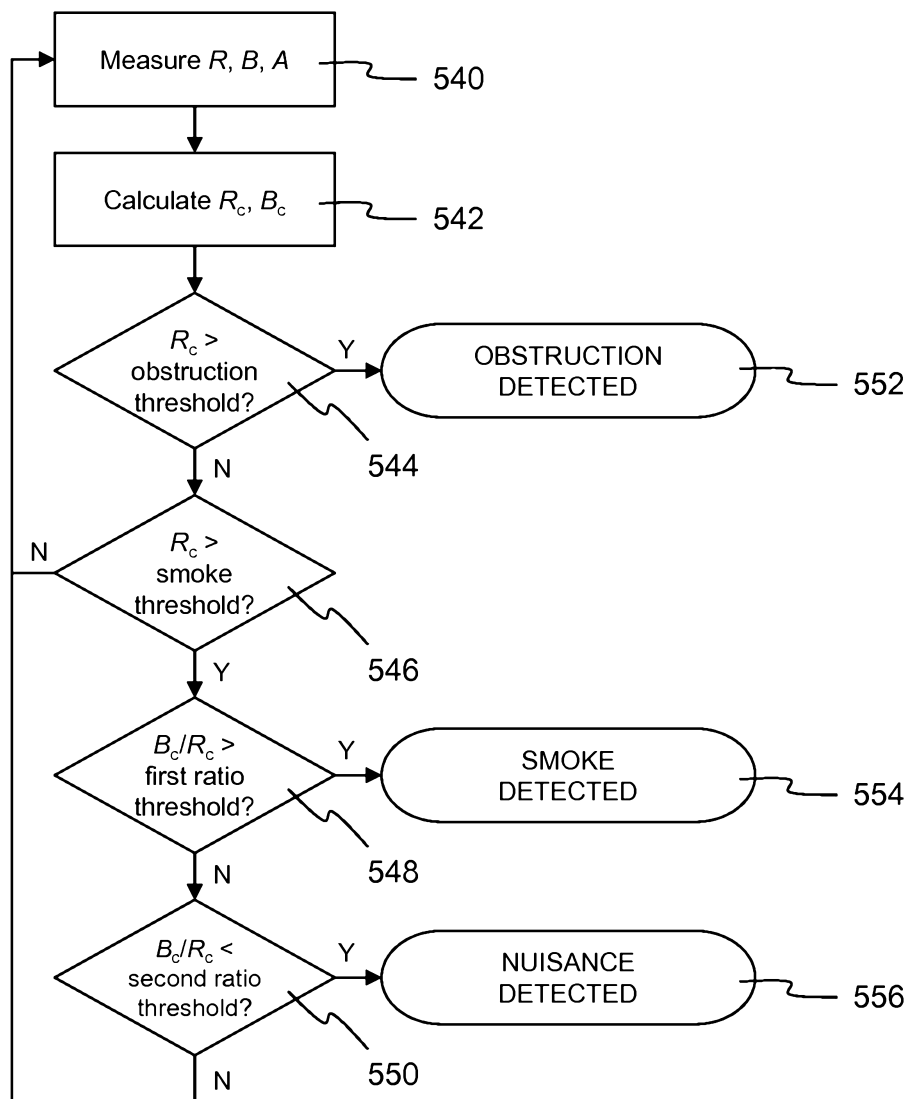 Measure R, B, A
540
Calculate Rc, Bc
542
Rc >
obstruction
threshold?
Y
OBSTRUCTION
DETECTED
552
544
N
Rc >
smoke
threshold?
N
546
Y
Bc/Rc >
first ratio
threshold?
Y
SMOKE
DETECTED
554
548
N
Bc/Rc <
second ratio
threshold?
Y
NUISANCE
DETECTED
556
550
N